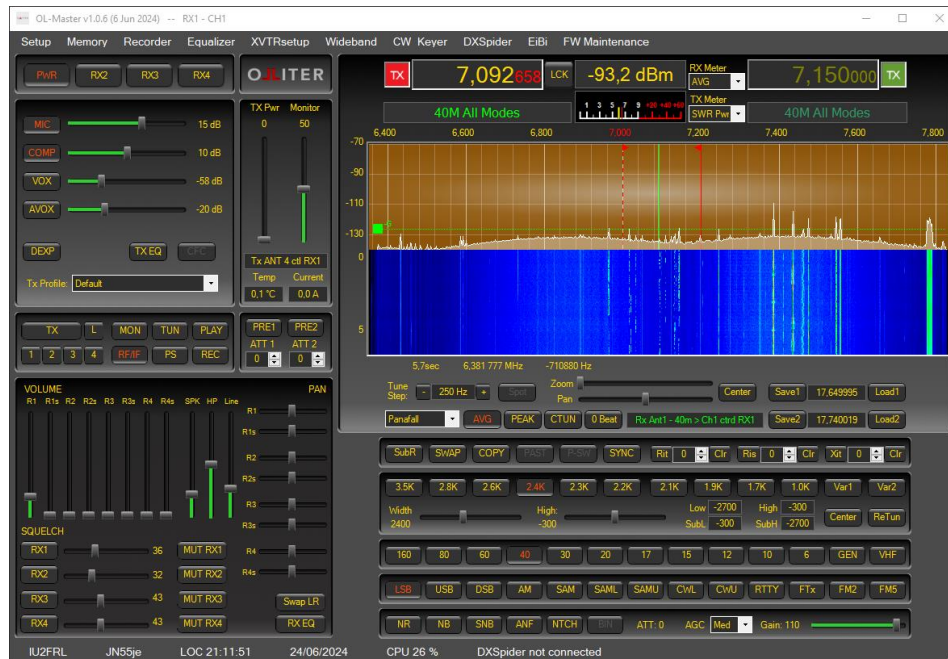 OL-Master v1.0.6 (6 Jun 2024) -- RX1 - CH1
Setup Memory Recorder Equalizer XVTRsetup Wideband CW Keyer DXSpider EiBi FW Maintenance
PWR RX2 RX3 RX4
OLLITER
TX 7,092658 LCK -93,2 dBm
RX Meter
AVG
7,150000 TX
40M All Modes
1 3 5 7 9 +20 +40 +60
TX Meter
SWR Pwr
40M All Modes
MIC 15 dB
COMP 10 dB
VOX -58 dB
AVOX -20 dB
DEXP TX EQ CFC
Tx Profile: Default
TX Pwr Monitor
0 50
Tx ANT 4 ctl RX1
Temp Current
0,1 °C 0,0 A
6,400 6,600 6,800 7,000 7,200 7,400 7,600 7,800
-70
-90
-110
-130
0
5
5,7sec 6,381 777 MHz -710880 Hz
TX L MON TUN PLAY
1 2 3 4 RF/IF PS REC
PRE1 PRE2
ATT 1 ATT 2
0 0
Tune Step: - 250 Hz + Spot
Zoom
Pan
Center Save1 17,649995 Load1
Panafall AVG PEAK CTUN 0 Beat Rx Ant1 - 40m > Ch1 ctrd RX1 Save2 17,740019 Load2
VOLUME PAN
R1 R1s R2 R2s R3 R3s R4 R4s SPK HP Line
R1
R1s
R2
R2s
R3
R3s
R4
R4s
SQUELCH
RX1 36 MUT RX1
RX2 32 MUT RX2
RX3 43 MUT RX3
RX4 43 MUT RX4
Swap LR
RX EQ
SubR SWAP COPY PAST P-SW SYNC Rit 0 Clr Ris 0 Clr Xit 0 Clr
3.5K 2.8K 2.6K 2.4K 2.3K 2.2K 2.1K 1.9K 1.7K 1.0K Var1 Var2
Width
2400
High:
-300
Low -2700 High -300
SubL -300 SubH -2700
Center ReTun
160 80 60 40 30 20 17 15 12 10 6 GEN VHF
LSB USB DSB AM SAM SAML SAMU CWL CWU RTTY FTx FM2 FM5
NR NB SNB ANF NTCH BIN ATT: 0 AGC Med Gain: 110
IU2FRL JN55je LOC 21:11:51 24/06/2024 CPU 26 % DXSpider not connected